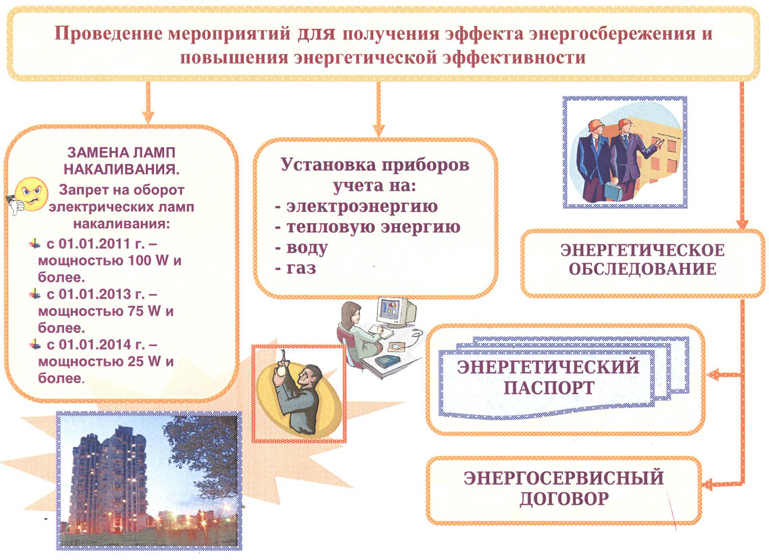 Проведение мероприятий для получения эффекта энергосбережения и
повышения энергетической эффективности
ЗАМЕНА ЛАМП
НАКАЛИВАНИЯ.
Запрет на оборот
электрических ламп
накаливания:
с 01.01.2011 г. –
мощностью 100 W и
более.
с 01.01.2013 г. –
мощностью 75 W и
более.
с 01.01.2014 г. –
мощностью 25 W и
более.
Установка приборов
учета на:
- электроэнергию
- тепловую энергию
- воду
- газ
ЭНЕРГЕТИЧЕСКОЕ
ОБСЛЕДОВАНИЕ
ЭНЕРГЕТИЧЕСКИЙ
ПАСПОРТ
ЭНЕРГОСЕРВИСНЫЙ
ДОГОВОР